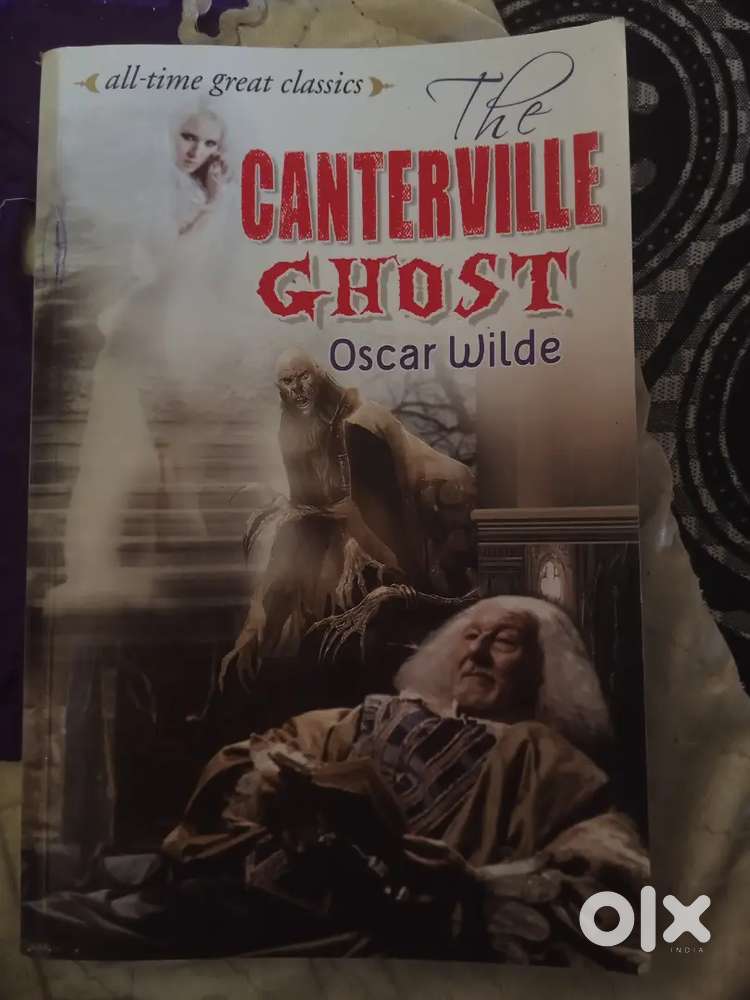 all-time great classics
The
CANTERVILLE
GHOST
Oscar Wilde
olx
INDIA